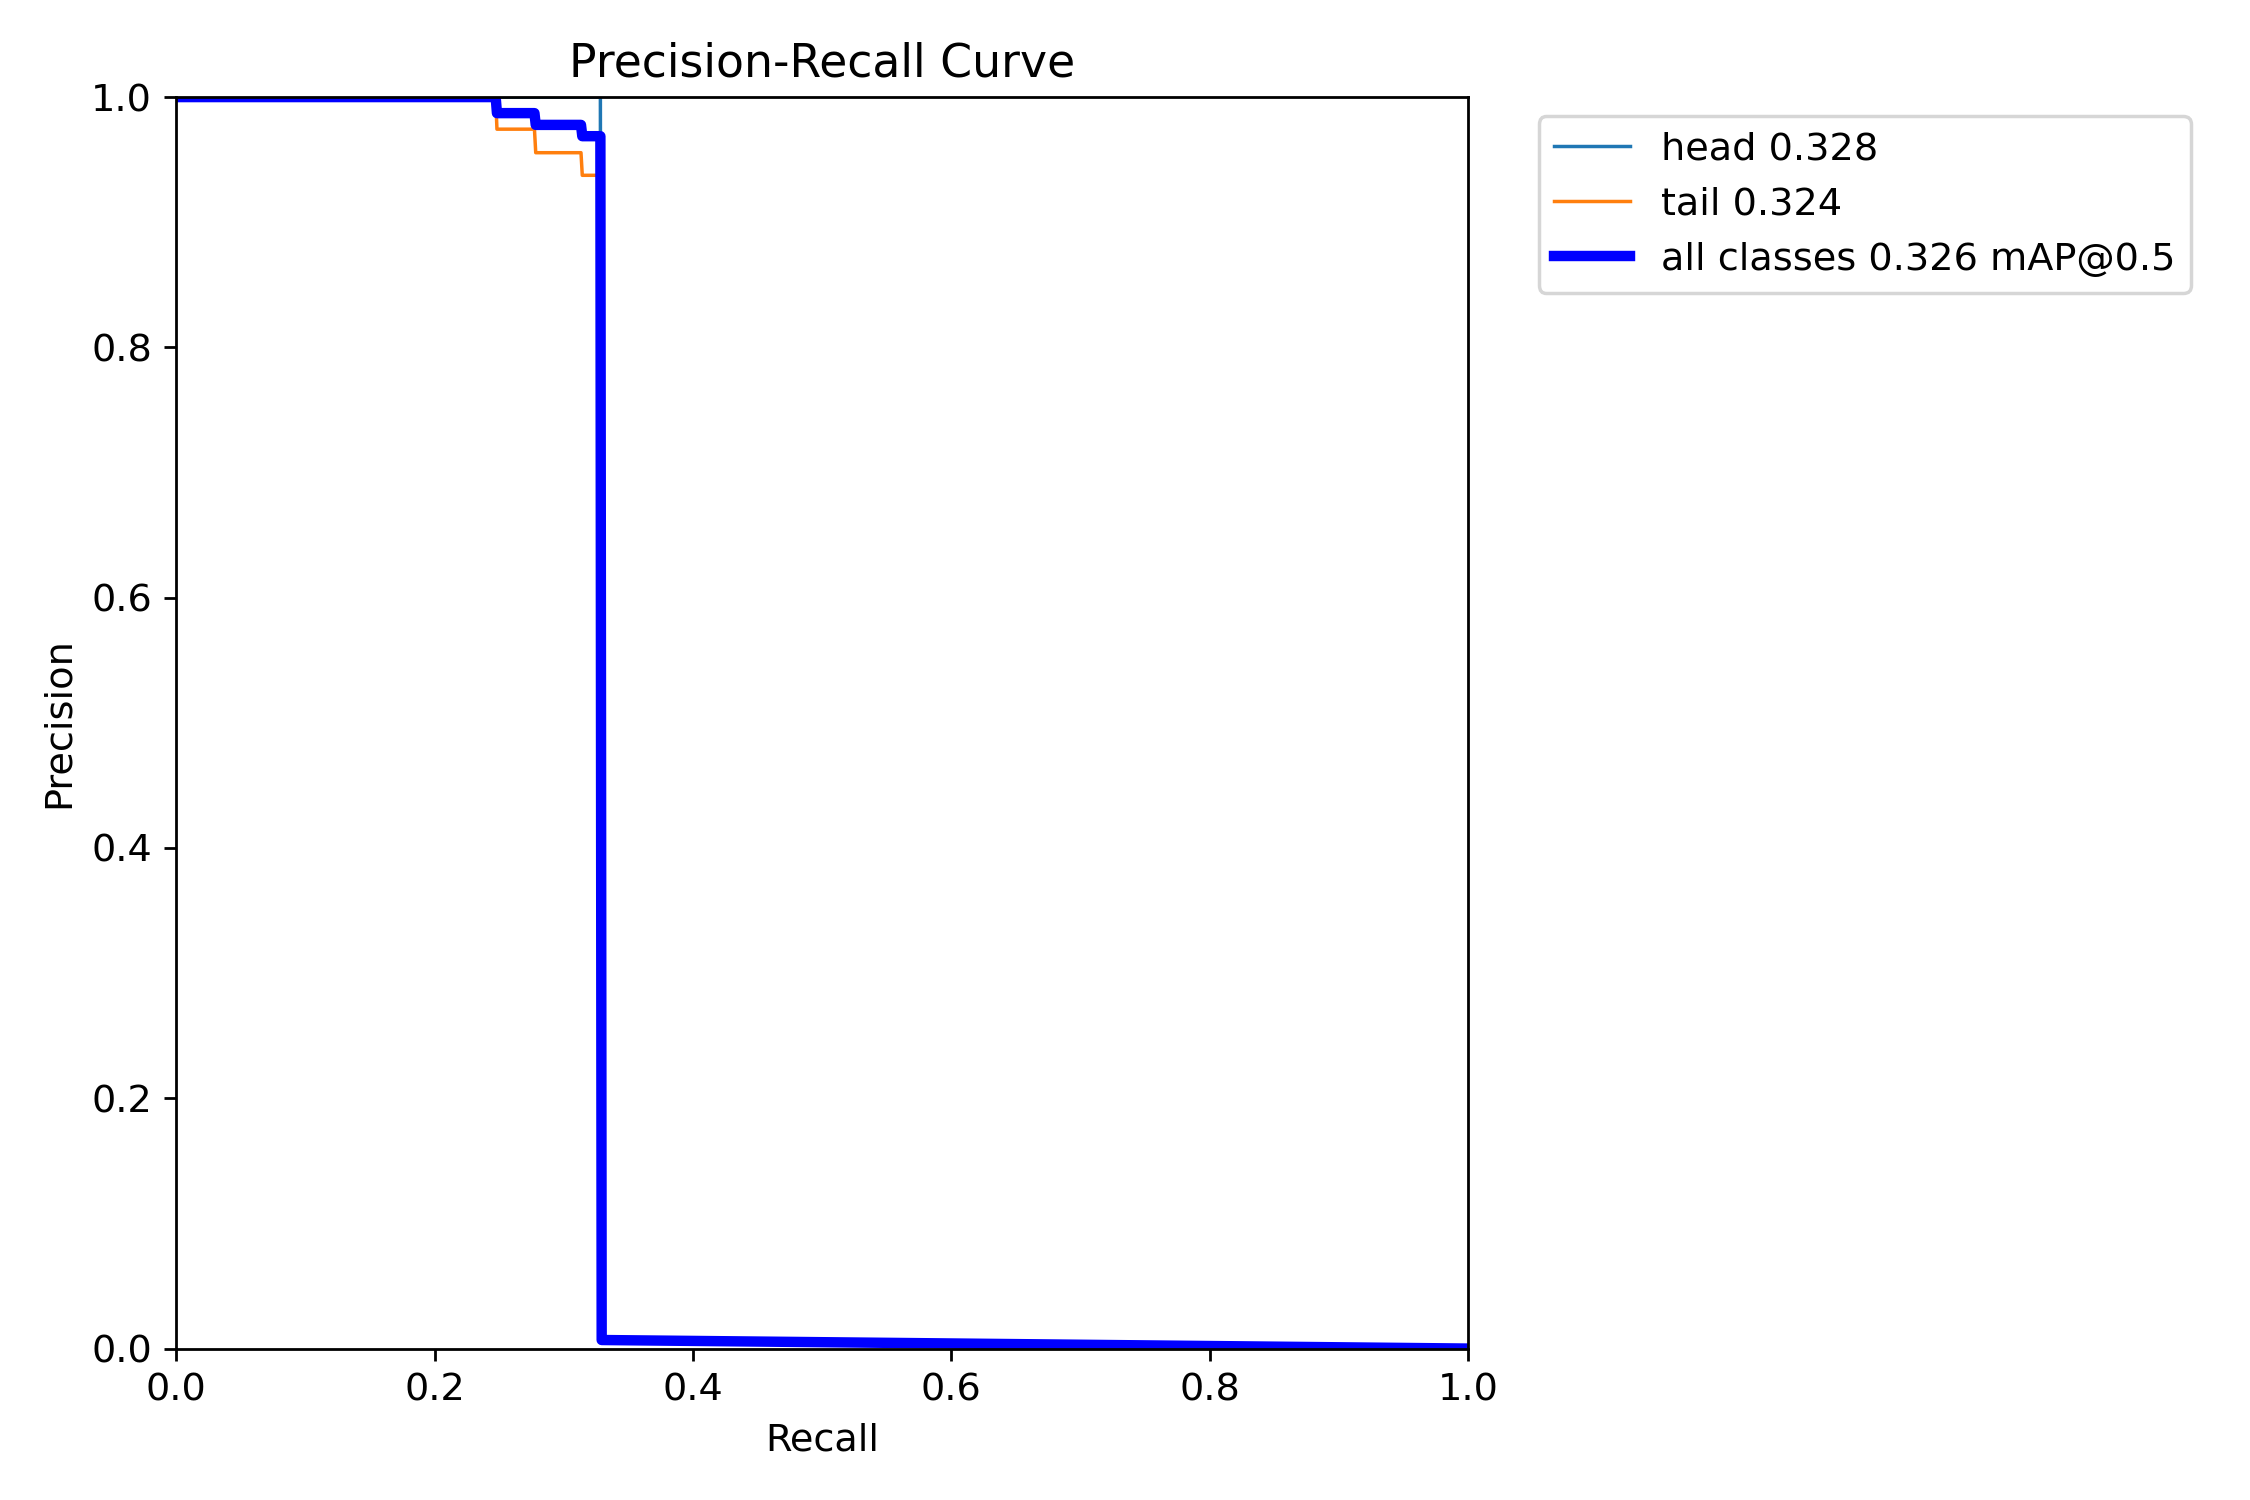 Precision-Recall Curve
1.0
0.8
0.6
0.4
0.2
0.0
Precision
0.0 0.2 0.4 0.6 0.8 1.0
Recall
head 0.328
tail 0.324
all classes 0.326 mAP@0.5